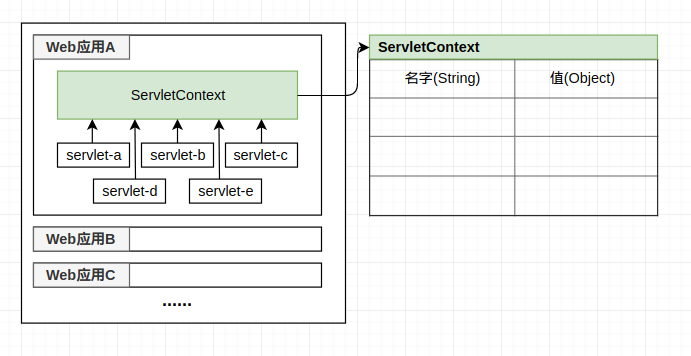 Web应用A
ServletContext
servlet-a
servlet-b
servlet-c
servlet-d
servlet-e
Web应用B
Web应用C
......
ServletContext
名字(String)
值(Object)